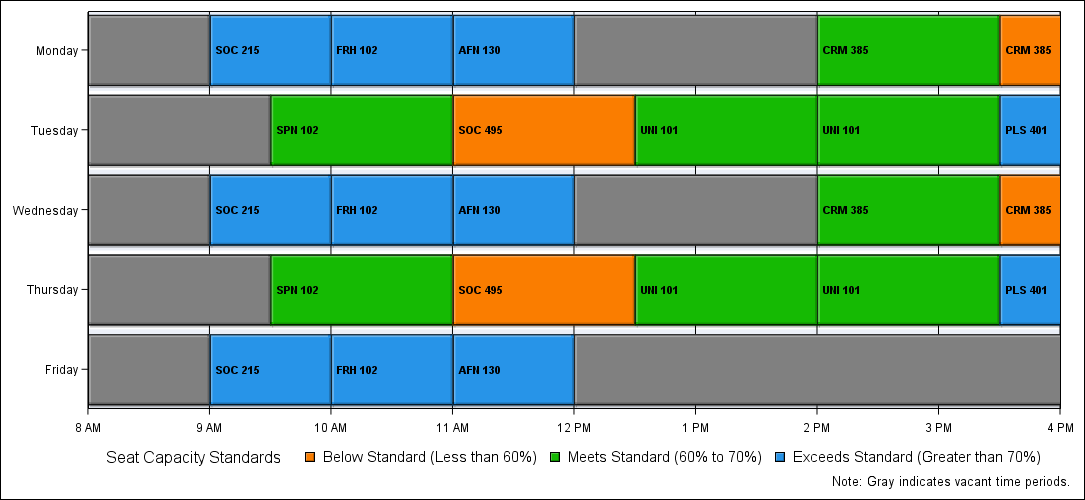 Monday SOC 215 FRH 102 AFN 130 CRM 385 CRM 385
Tuesday SPN 102 SOC 495 UNI 101 UNI 101 PLS 401
Wednesday SOC 215 FRH 102 AFN 130 CRM 385 CRM 385
Thursday SPN 102 SOC 495 UNI 101 UNI 101 PLS 401
Friday SOC 215 FRH 102 AFN 130
8 AM 9 AM 10 AM 11 AM 12 PM 1 PM 2 PM 3 PM 4 PM
Seat Capacity Standards Below Standard (Less than 60%) Meets Standard (60% to 70%) Exceeds Standard (Greater than 70%)
Note: Gray indicates vacant time periods.